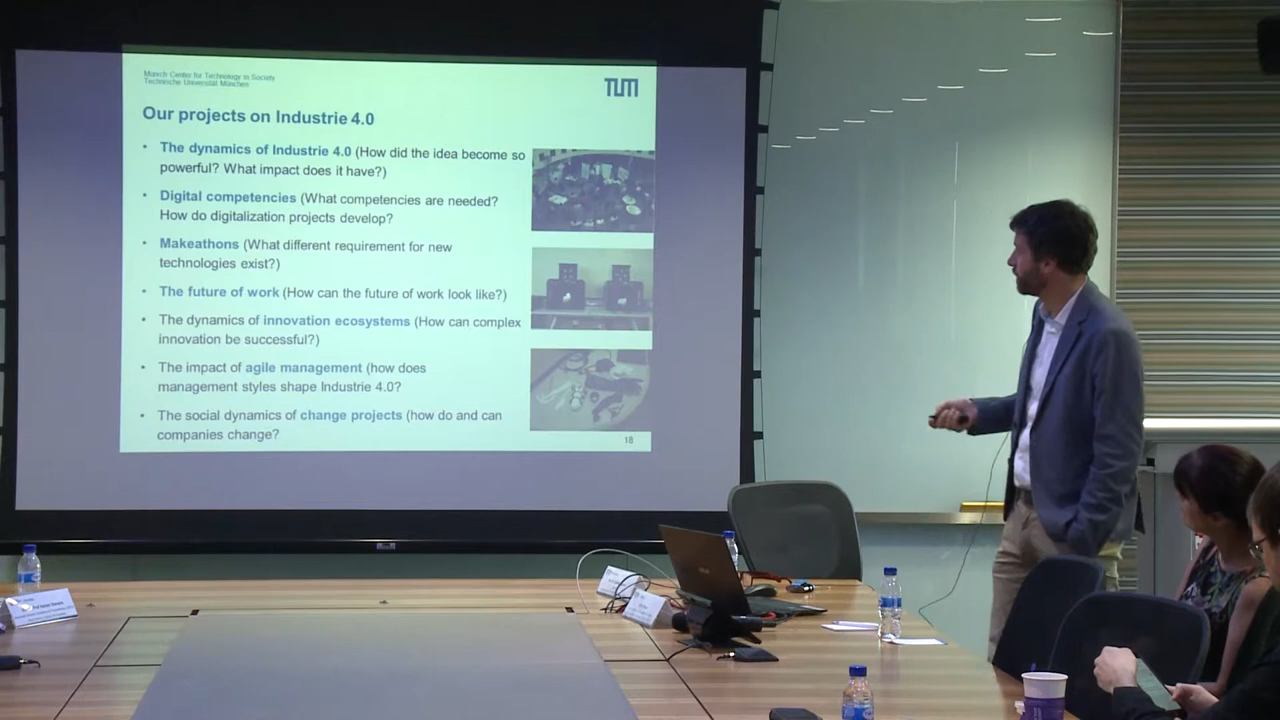 Munich Center for Technology in Society
Technische Universität München
TUM
Our projects on Industrie 4.0
• The dynamics of Industrie 4.0 (How did the idea become so
powerful? What impact does it have?)
• Digital competencies (What competencies are needed?
How do digitalization projects develop?
• Makeathons (What different requirement for new
technologies exist?)
• The future of work (How can the future of work look like?)
• The dynamics of innovation ecosystems (How can complex
innovation be successful?)
• The impact of agile management (how does
management styles shape Industrie 4.0?
• The social dynamics of change projects (how do and can
companies change?
18